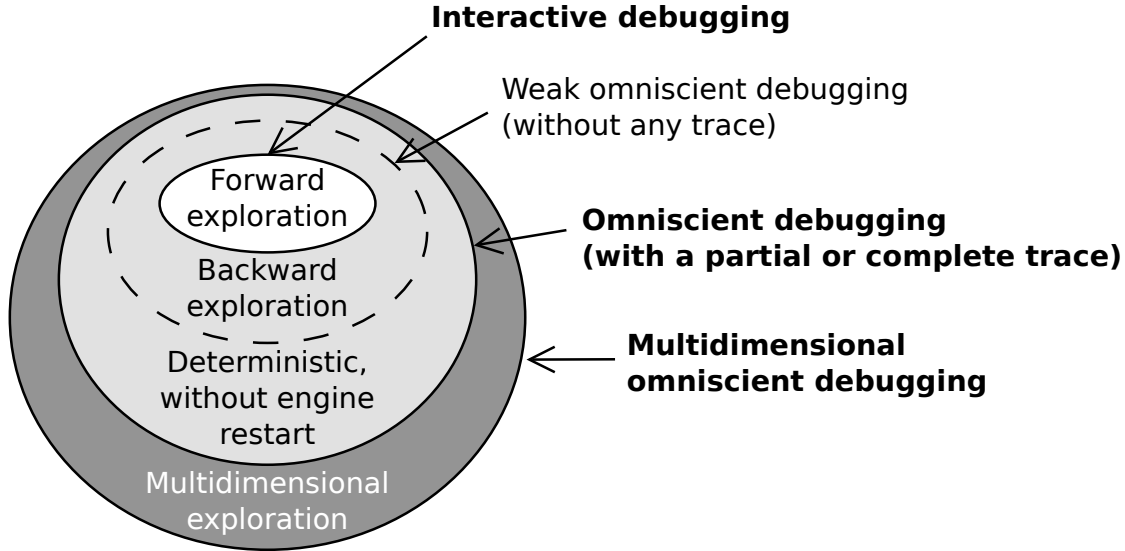 Interactive debugging
Weak omniscient debugging
(without any trace)
Forward
exploration
Omniscient debugging
(with a partial or complete trace)
Backward
exploration
Multidimensional
omniscient debugging
Deterministic,
without engine
restart
Multidimensional
exploration